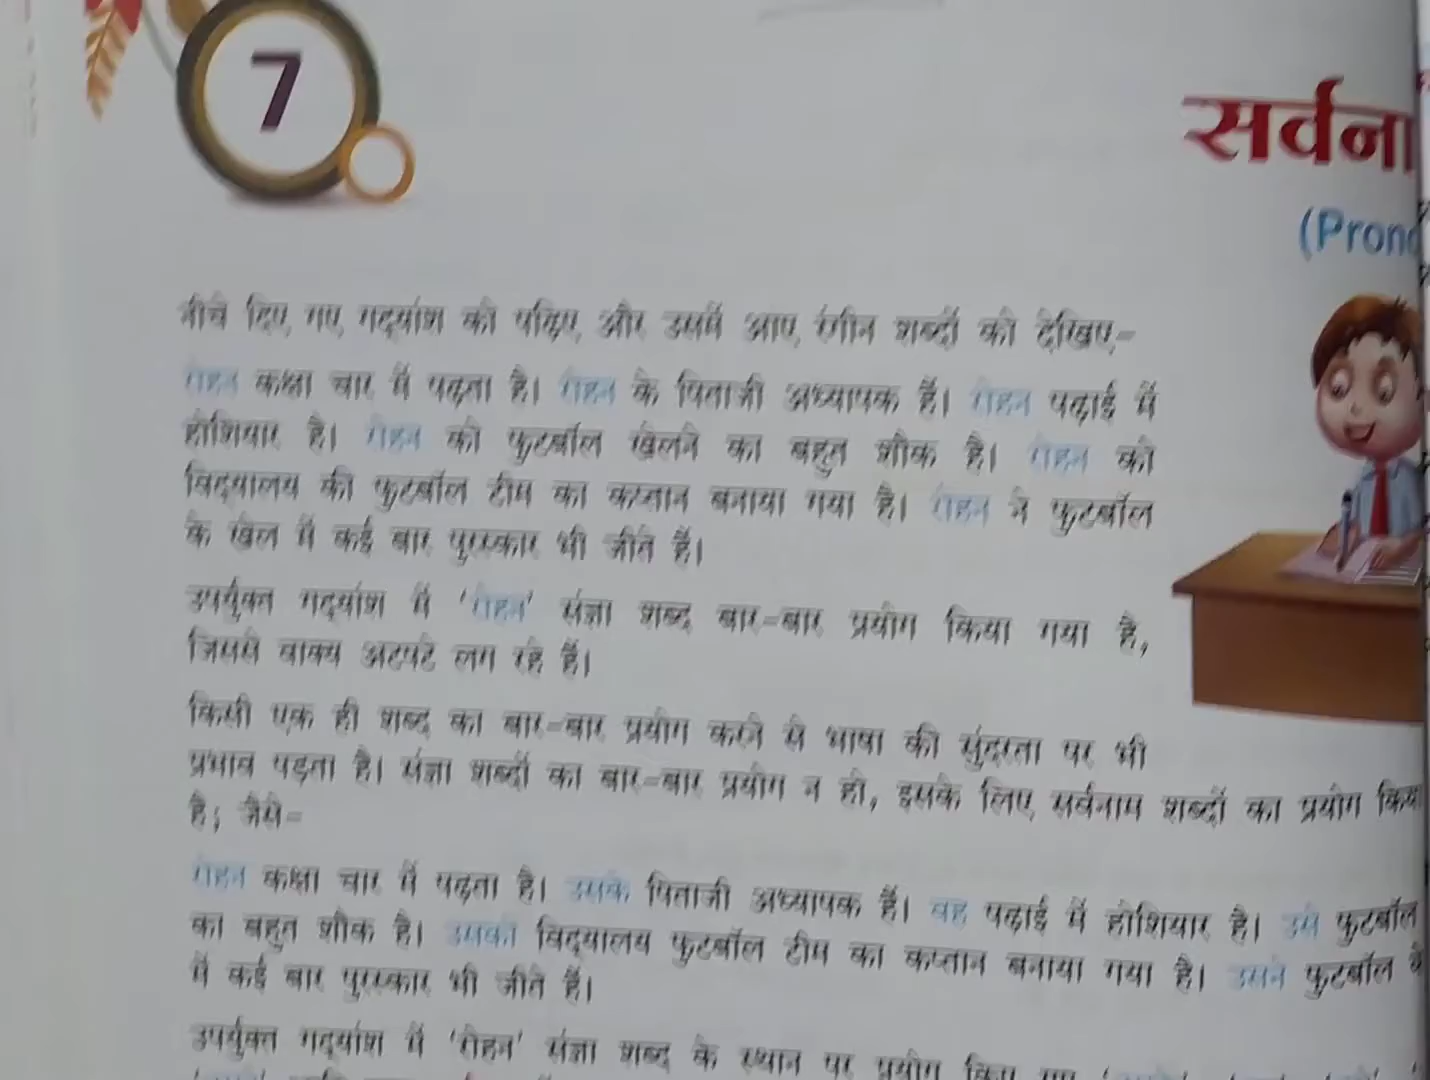 7
सर्वना
(Pron
नीचे दिए गए गद्यांश को पढ़िए और उसमें आए रंगीन शब्दों को देखिए–
रोहन कक्षा चार में पढ़ता है। रोहन के पिताजी अध्यापक हैं। रोहन पढ़ाई में
होशियार है। रोहन को फुटबॉल खेलने का बहुत शौक है। रोहन को
विद्यालय की फुटबॉल टीम का कप्तान बनाया गया है। रोहन ने फुटबॉल
के खेल में कई बार पुरस्कार भी जीते हैं।
उपर्युक्त गद्यांश में 'रोहन' संज्ञा शब्द बार-बार प्रयोग किया गया है,
जिससे वाक्य अटपटे लग रहे हैं।
किसी एक ही शब्द का बार-बार प्रयोग करने से भाषा की सुंदरता पर भी
प्रभाव पड़ता है। संज्ञा शब्दों का बार-बार प्रयोग न हो, इसके लिए सर्वनाम शब्दों का प्रयोग किया
है; जैसे–
रोहन कक्षा चार में पढ़ता है। उसके पिताजी अध्यापक हैं। वह पढ़ाई में होशियार है। उसे फुटबॉल
का बहुत शौक है। उसको विद्यालय फुटबॉल टीम का कप्तान बनाया गया है। उसने फुटबॉल के
में कई बार पुरस्कार भी जीते हैं।
उपर्युक्त गद्यांश में 'रोहन' संज्ञा शब्द के स्थान पर प्रयोग किए गए